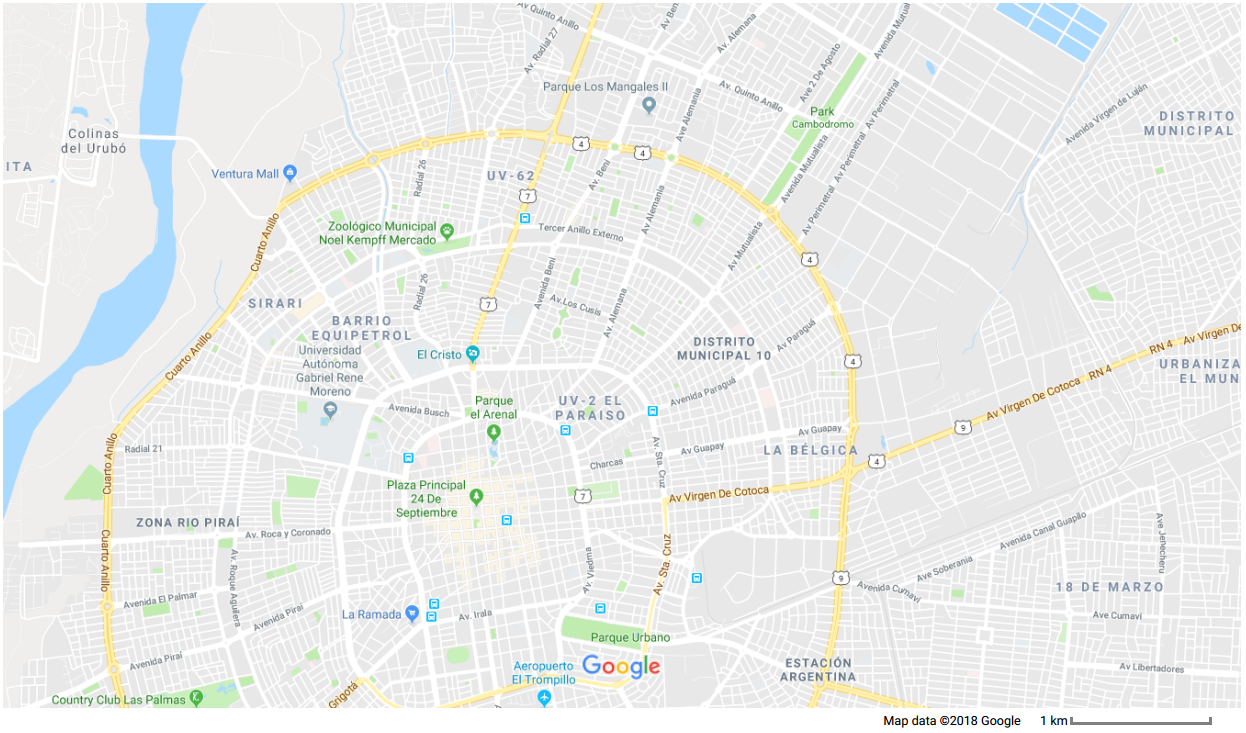 Av Quinto Anillo
Av. Radial 27
Av. Ben
Av. Alemania
Avenida Mutual
Ave 2 De Agosto
Parque Los Mangales II
Av. Quinto Anillo
Ave Alemania
Park
Cambodromo
Av Perimetral
Avenida Virgen de Luján
DISTRITO
MUNICIPAL
Colinas
del Urubó
ITA
4
4
Av Perimetral
Avenida Mutualista
Ventura Mall
Radial 26
UV-62
Av. Beni
7
Av Alemania
Av. Perimetral
Zoológico Municipal
Noel Kempff Mercado
Tercer Anillo Externo
Av Mutualista
Cuarto Anillo
4
Radial 26
Avenida Beni
SIRARI
7
Av.Los Cusis
Av. Alemana
BARRIO
EQUIPETROL
Av Paraguá
DISTRITO
MUNICIPAL 10
Cuarto Anillo
Universidad
Autónoma
Gabriel Rene
Moreno
El Cristo
4
RN 4
Av Virgen De
URBANIZA
EL MUN
RN 4
Av Virgen De Cotoca
Avenida Paraguá
Parque
el Arenal
UV-2 EL
PARAISO
Avenida Busch
Av Guapay
9
Radial 21
Cuarto Anillo
Av. Sta. Cruz
Av Guapay
LA BÉLGICA
4
Charcas
Plaza Principal
24 De
Septiembre
7
Av Virgen De Cotoca
ZONA RIO PIRAÍ
Av. Roca y Coronado
Avenida Canal Guapilo
Av. Jenecheru
Cuarto Anillo
Av. Roque Aguilera
Av. Viedma
Av. Sta. Cruz
Ave Soberania
9
Avenida Cumavi
18 DE MARZO
Avenida El Palmar
Avenida Pirai
La Ramada
Av. Irala
Ave Cumavi
Parque Urbano
Avenida Piraí
Aeropuerto
El Trompillo
Google
ESTACIÓN
ARGENTINA
Av Libertadores
Country Club Las Palmas
Grigotá
Map data ©2018 Google
1 km